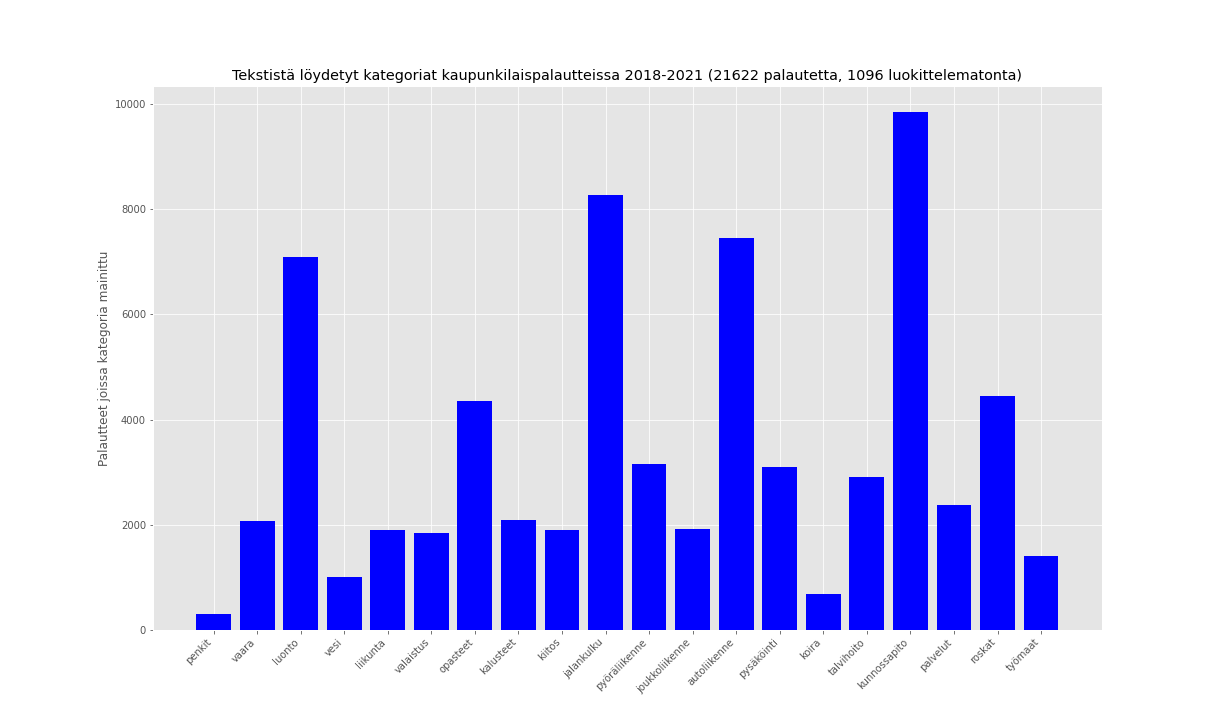 Tekstistä löydetyt kategoriat kaupunkilaispalautteissa 2018-2021 (21622 palautetta, 1096 luokittelematonta)
Palautteet joissa kategoria mainittu
10000
8000
6000
4000
2000
0
penkit
vaara
luonto
vesi
liikunta
valaistus
opasteet
kalusteet
kiitos
jalankulku
pyöräliikenne
joukkoliikenne
autoliikenne
pysäköinti
koira
talvihoito
kunnossapito
palvelut
roskat
työmaat